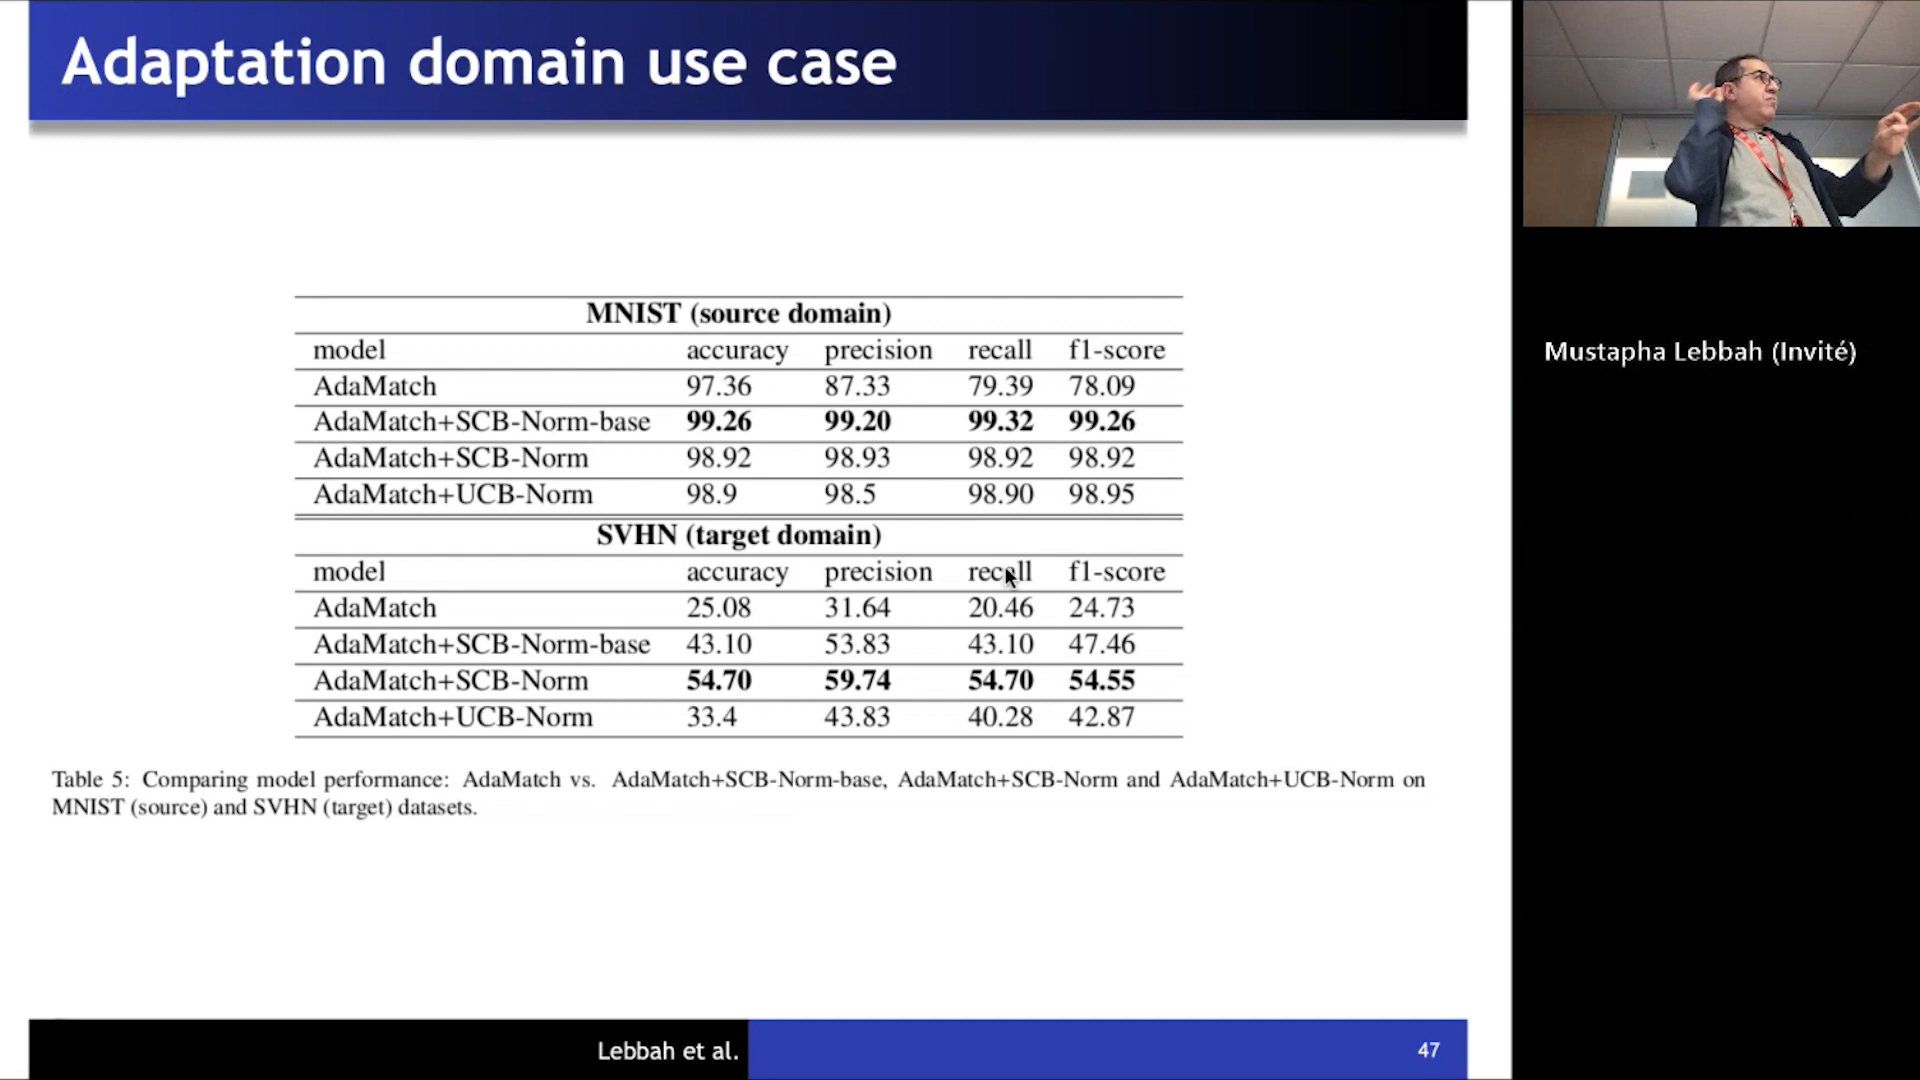 Adaptation domain use case
MNIST (source domain)
model accuracy precision recall f1-score
AdaMatch 97.36 87.33 79.39 78.09
AdaMatch+SCB-Norm-base 99.26 99.20 99.32 99.26
AdaMatch+SCB-Norm 98.92 98.93 98.92 98.92
AdaMatch+UCB-Norm 98.9 98.5 98.90 98.95
SVHN (target domain)
model accuracy precision recall f1-score
AdaMatch 25.08 31.64 20.46 24.73
AdaMatch+SCB-Norm-base 43.10 53.83 43.10 47.46
AdaMatch+SCB-Norm 54.70 59.74 54.70 54.55
AdaMatch+UCB-Norm 33.4 43.83 40.28 42.87
Table 5: Comparing model performance: AdaMatch vs. AdaMatch+SCB-Norm-base, AdaMatch+SCB-Norm and AdaMatch+UCB-Norm on
MNIST (source) and SVHN (target) datasets.
Lebbah et al.
47
Mustapha Lebbah (Invité)